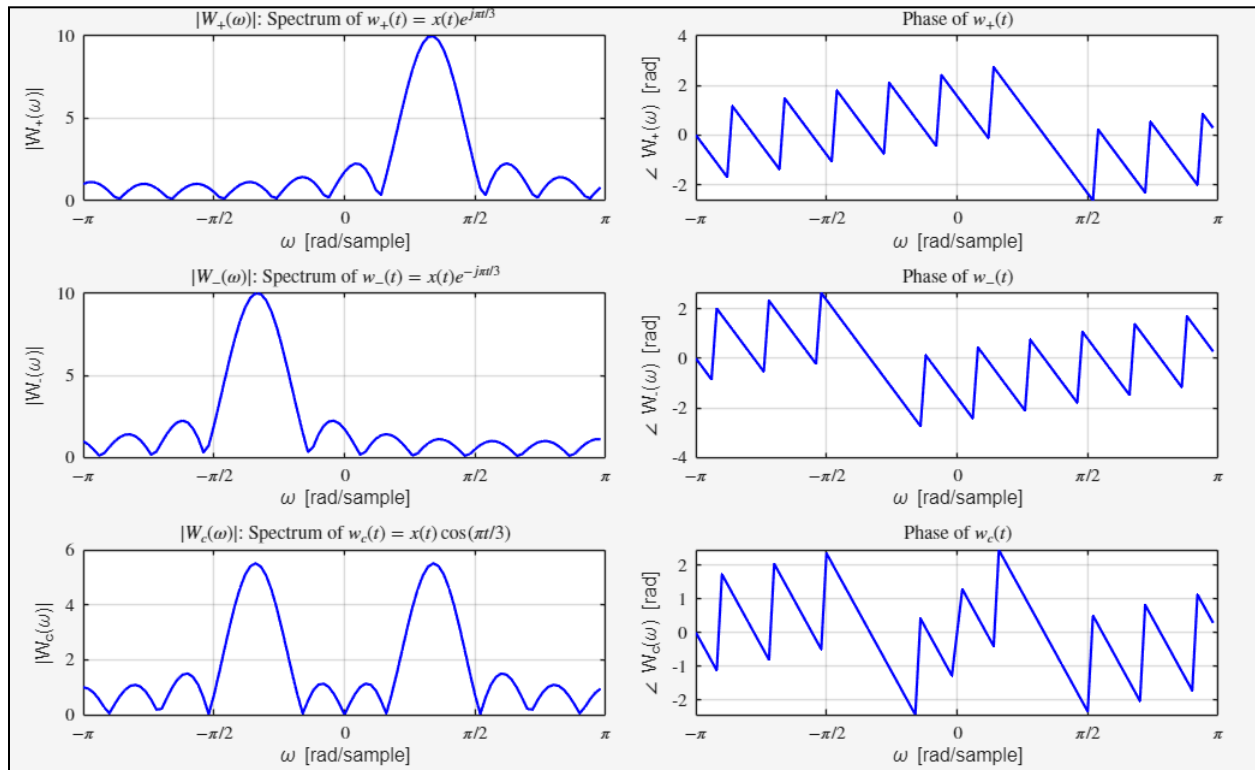 |W₊(ω)|: Spectrum of w₊(t) = x(t)e^{jπt/3}
10
5
0
|W₊(ω)|
−π
−π/2
0
π/2
π
ω [rad/sample]
Phase of w₊(t)
4
2
0
-2
∠ W₊(ω) [rad]
−π
−π/2
0
π/2
π
ω [rad/sample]
|W₋(ω)|: Spectrum of w₋(t) = x(t)e^{−jπt/3}
10
5
0
|W₋(ω)|
−π
−π/2
0
π/2
π
ω [rad/sample]
Phase of w₋(t)
2
0
-2
-4
∠ W₋(ω) [rad]
−π
−π/2
0
π/2
π
ω [rad/sample]
|W_c(ω)|: Spectrum of w_c(t) = x(t) cos(πt/3)
6
4
2
0
|W_c(ω)|
−π
−π/2
0
π/2
π
ω [rad/sample]
Phase of w_c(t)
2
1
0
-1
-2
∠ W_c(ω) [rad]
−π
−π/2
0
π/2
π
ω [rad/sample]